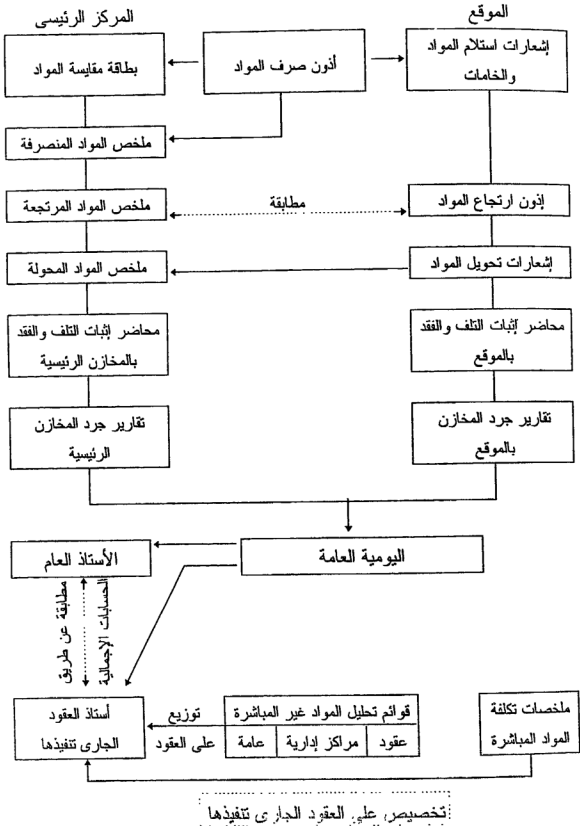 الموقع
المركز الرئيسى
إشعارات استلام المواد
والخامات
أذون صرف المواد
بطاقة مقايسة المواد
ملخص المواد المنصرفة
إذون ارتجاع المواد
مطابقة
ملخص المواد المرتجعة
إشعارات تحويل المواد
ملخص المواد المحولة
محاضر إثبات التلف والفقد
بالموقع
محاضر إثبات التلف والفقد
بالمخازن الرئيسية
تقارير جرد المخازن
بالموقع
تقارير جرد المخازن
الرئيسية
اليومية العامة
الأستاذ العام
مطابقة عن طريق
الحسابات الإجمالية
ملخصات تكلفة
المواد المباشرة
قوائم تحليل المواد غير المباشرة
عقود
مراكز إدارية
عامة
توزيع
على العقود
أستاذ العقود
الجارى تنفيذها
تخصيص على العقود الجارى تنفيذها